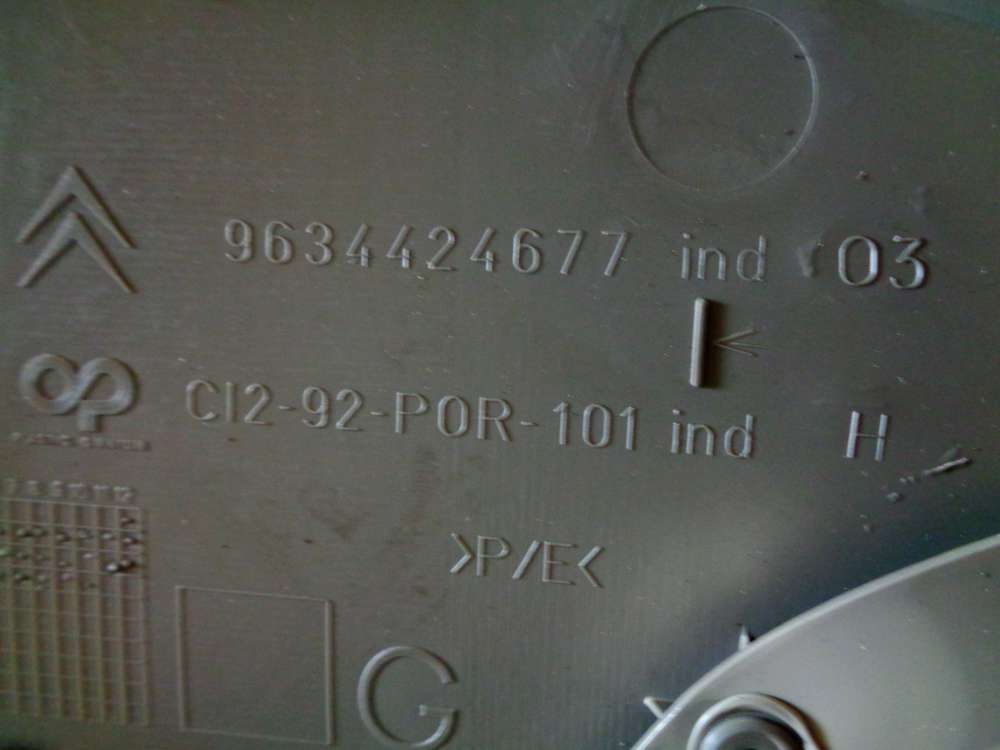 9634424677 ind 03
CI2-92-POR-101 ind H
>P/E<
G